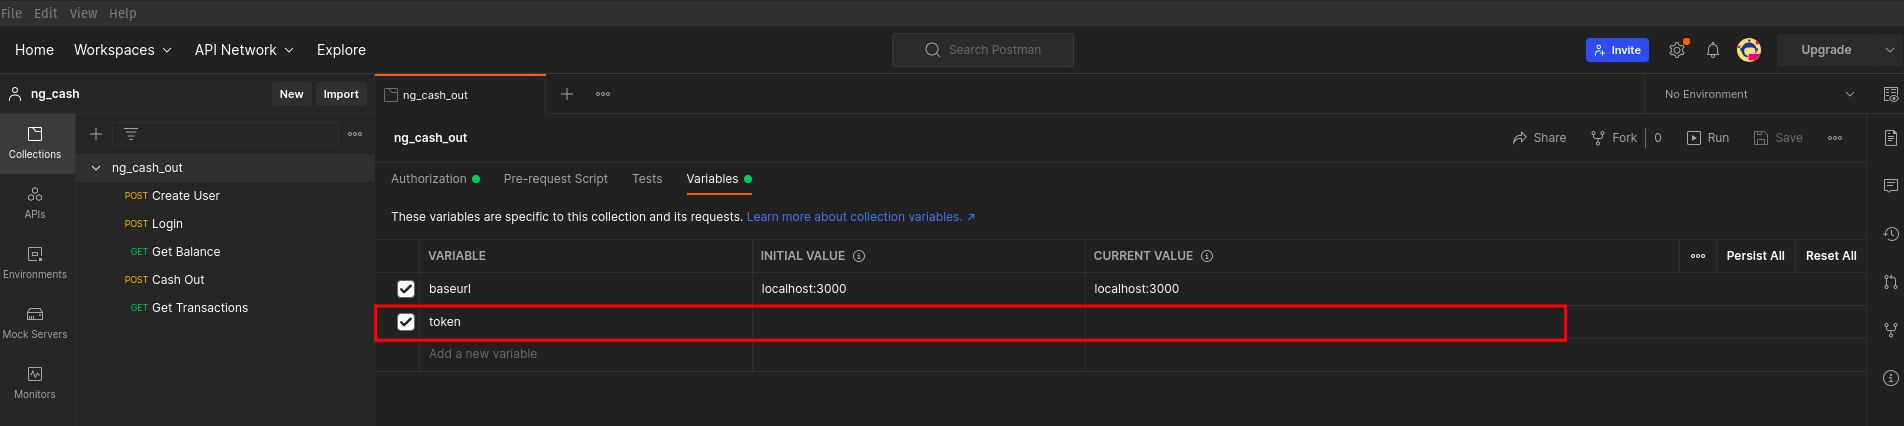 File Edit View Help
Home Workspaces API Network Explore Search Postman Invite Upgrade
ng_cash New Import ng_cash_out No Environment
ng_cash_out Share Fork 0 Run Save
Collections
ng_cash_out
Authorization Pre-request Script Tests Variables
POST Create User
These variables are specific to this collection and its requests. Learn more about collection variables. ↗
APIs
POST Login
GET Get Balance
VARIABLE INITIAL VALUE CURRENT VALUE Persist All Reset All
Environments
POST Cash Out
baseurl localhost:3000 localhost:3000
GET Get Transactions
token
Mock Servers
Add a new variable
Monitors